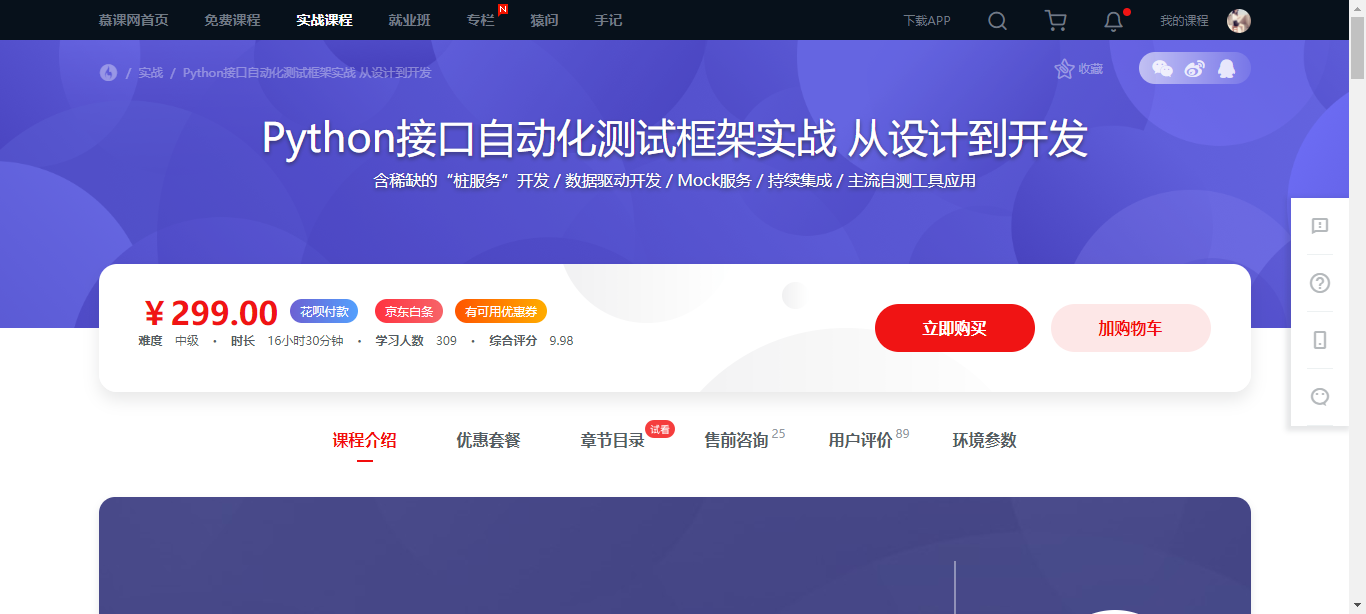 慕课网首页 免费课程 实战课程 就业班 专栏 N 猿问 手记 下载APP 我的课程
/ 实战 / Python接口自动化测试框架实战 从设计到开发 收藏
Python接口自动化测试框架实战 从设计到开发
含稀缺的“桩服务”开发 / 数据驱动开发 / Mock服务 / 持续集成 / 主流自测工具应用
￥299.00 花呗付款 京东白条 有可用优惠券
难度 中级 · 时长 16小时30分钟 · 学习人数 309 · 综合评分 9.98
立即购买 加购物车
课程介绍 优惠套餐 章节目录 试看 售前咨询 25 用户评价 89 环境参数